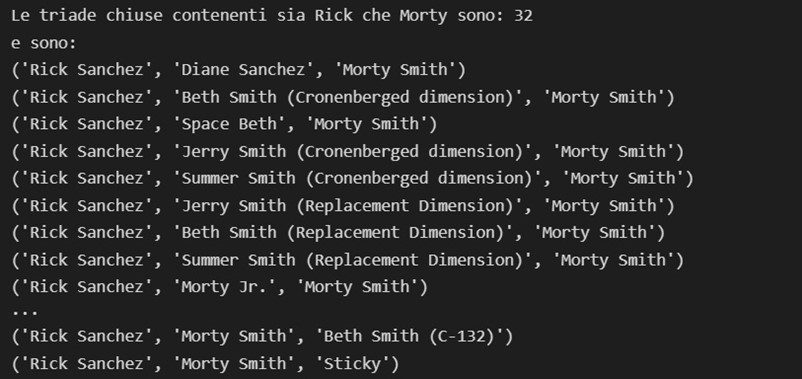 Le triade chiuse contenenti sia Rick che Morty sono: 32
e sono:
('Rick Sanchez', 'Diane Sanchez', 'Morty Smith')
('Rick Sanchez', 'Beth Smith (Cronenberged dimension)', 'Morty Smith')
('Rick Sanchez', 'Space Beth', 'Morty Smith')
('Rick Sanchez', 'Jerry Smith (Cronenberged dimension)', 'Morty Smith')
('Rick Sanchez', 'Summer Smith (Cronenberged dimension)', 'Morty Smith')
('Rick Sanchez', 'Jerry Smith (Replacement Dimension)', 'Morty Smith')
('Rick Sanchez', 'Beth Smith (Replacement Dimension)', 'Morty Smith')
('Rick Sanchez', 'Summer Smith (Replacement Dimension)', 'Morty Smith')
('Rick Sanchez', 'Morty Jr.', 'Morty Smith')
...
('Rick Sanchez', 'Morty Smith', 'Beth Smith (C-132)')
('Rick Sanchez', 'Morty Smith', 'Sticky')